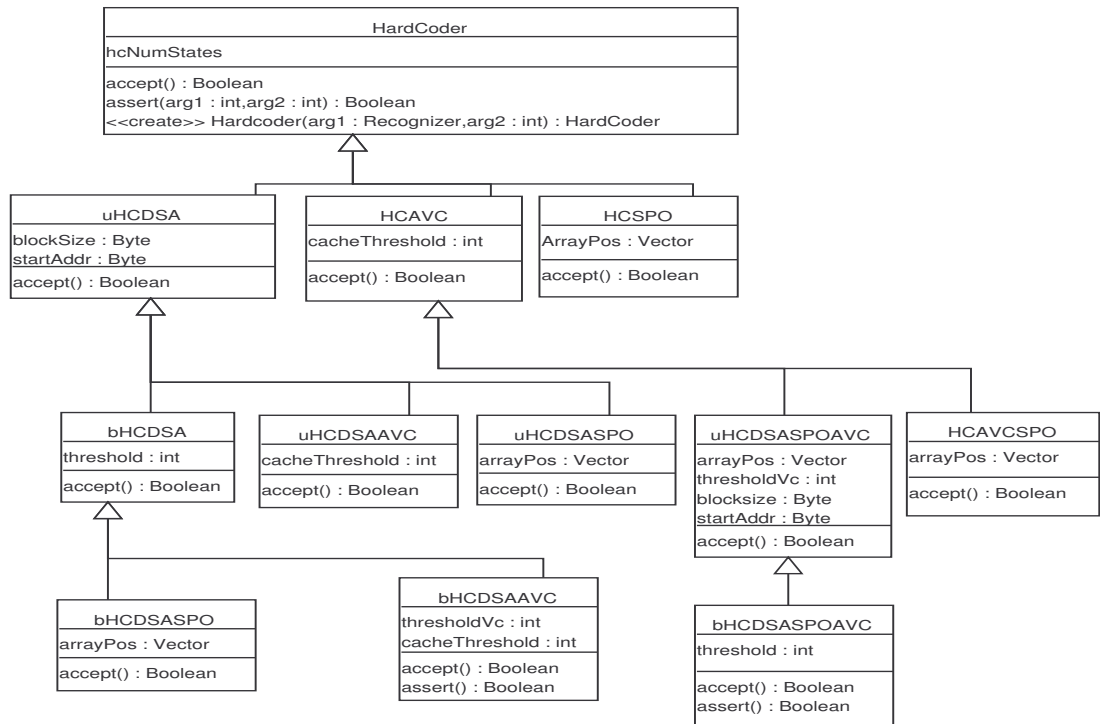 HardCoder
hcNumStates
accept() : Boolean
assert(arg1 : int,arg2 : int) : Boolean
<<create>> Hardcoder(arg1 : Recognizer,arg2 : int) : HardCoder
uHCDSA
blockSize : Byte
startAddr : Byte
accept() : Boolean
HCAVC
cacheThreshold : int
accept() : Boolean
HCSPO
ArrayPos : Vector
accept() : Boolean
bHCDSA
threshold : int
accept() : Boolean
uHCDSAAVC
cacheThreshold : int
accept() : Boolean
uHCDSASPO
arrayPos : Vector
accept() : Boolean
uHCDSASPOAVC
arrayPos : Vector
thresholdVc : int
blocksize : Byte
startAddr : Byte
accept() : Boolean
HCAVCSPO
arrayPos : Vector
accept() : Boolean
bHCDSASPO
arrayPos : Vector
accept() : Boolean
bHCDSAAVC
thresholdVc : int
cacheThreshold : int
accept() : Boolean
assert() : Boolean
bHCDSASPOAVC
threshold : int
accept() : Boolean
assert() : Boolean